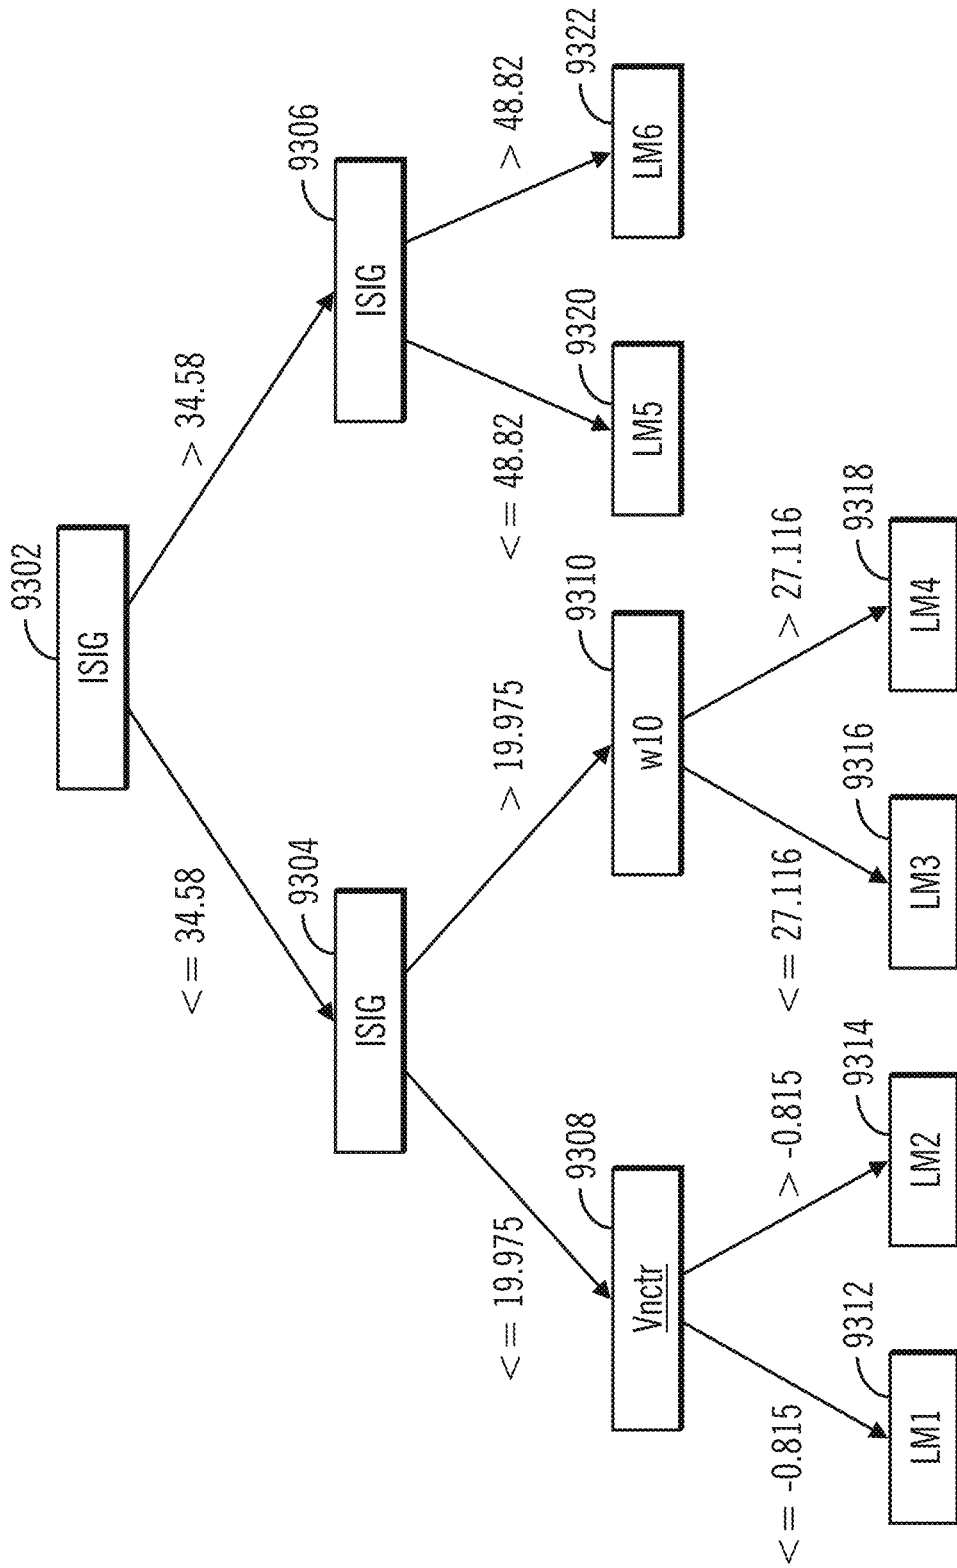 9302
ISIG
<= 34.58
> 34.58
9304
ISIG
9306
ISIG
<= 19.975
> 19.975
<= 48.82
> 48.82
9308
Vnctr
9310
w10
9320
LM5
9322
LM6
<= -0.815
> -0.815
<= 27.116
> 27.116
9312
LM1
9314
LM2
9316
LM3
9318
LM4